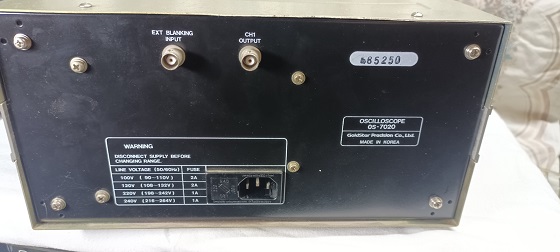 EXT BLANKING
INPUT
CH1
OUTPUT
685250
OSCILLOSCOPE
OS-7020
GoldStar Precision Co., Ltd.
MADE IN KOREA
WARNING
DISCONNECT SUPPLY BEFORE
CHANGING RANGE.
LINE VOLTAGE (50/60Hz) FUSE
100V ( 90-110V) 2A
120V (108-132V) 2A
220V (198-242V) 1A
240V (216-264V) 1A